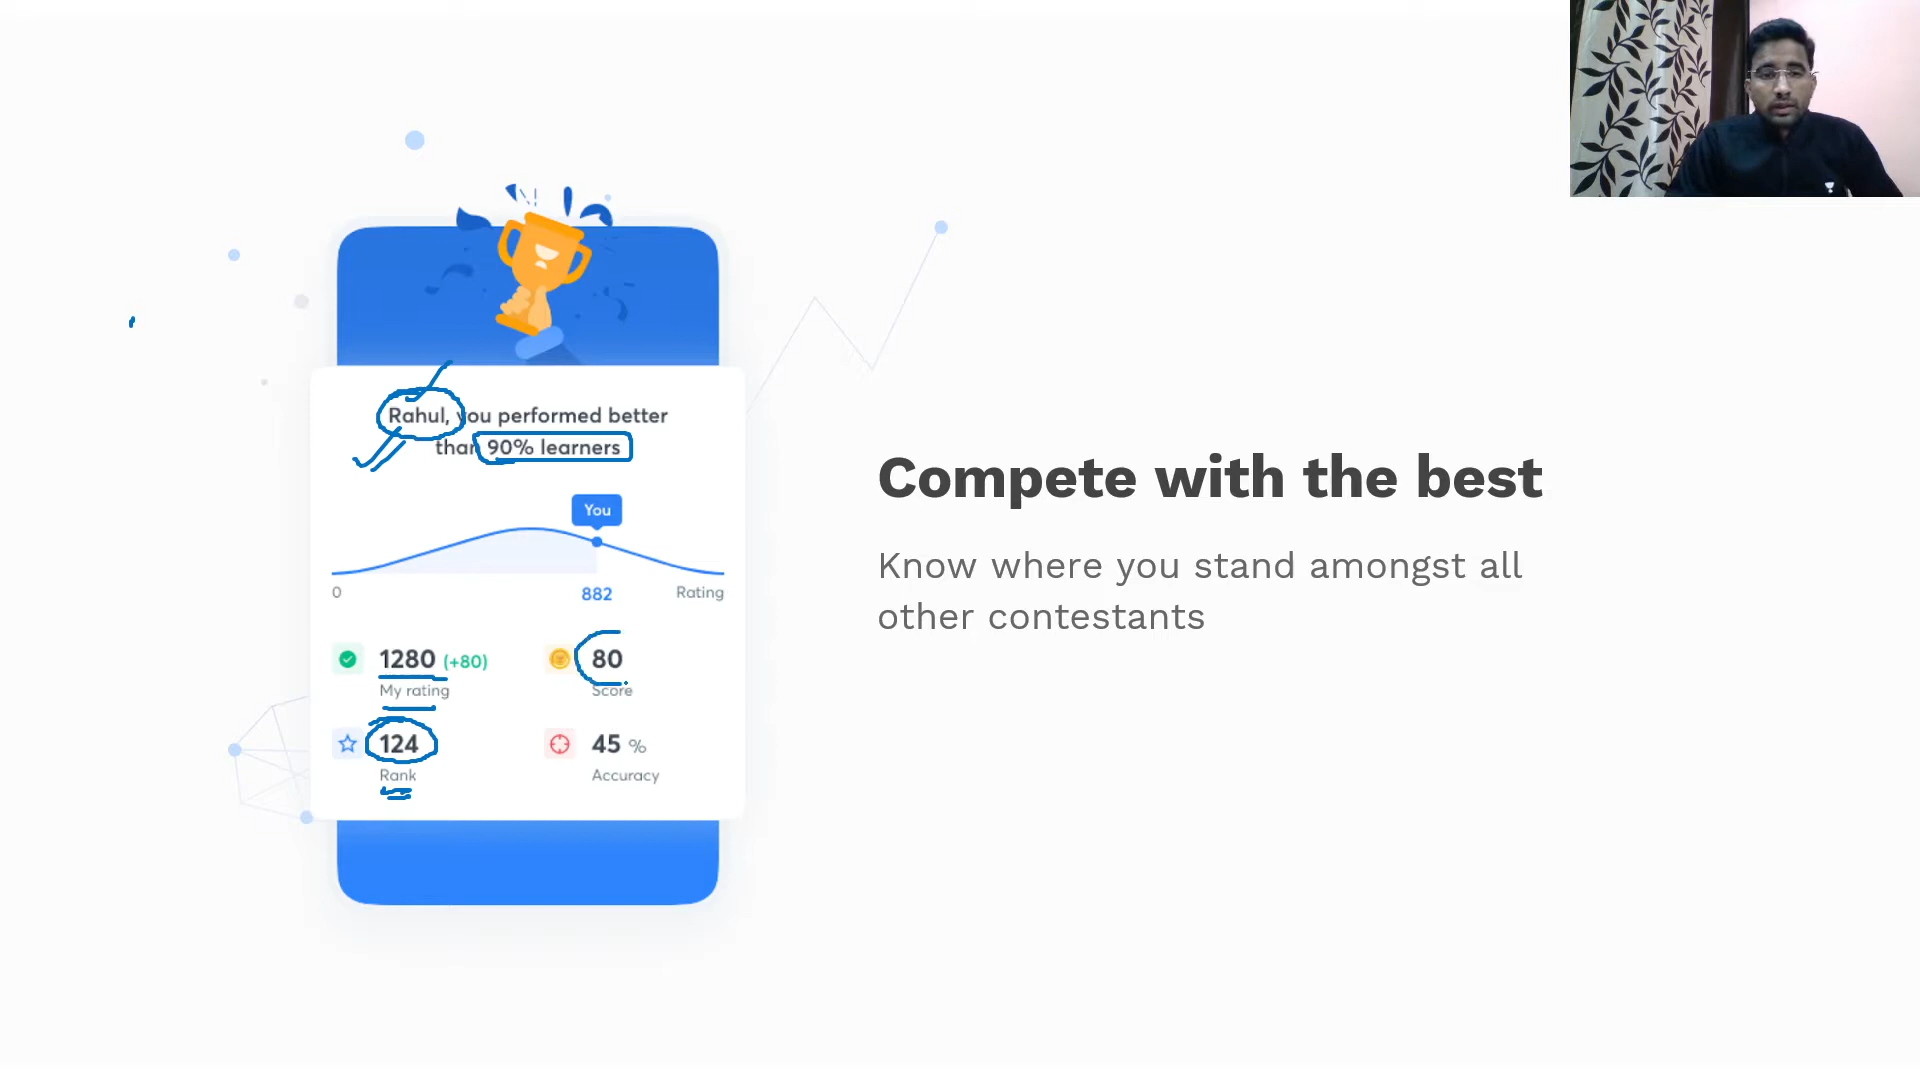 Rahul, you performed better
than 90% learners
You
0
882
Rating
1280 (+80)
My rating
80
Score
124
Rank
45 %
Accuracy
Compete with the best
Know where you stand amongst all
other contestants